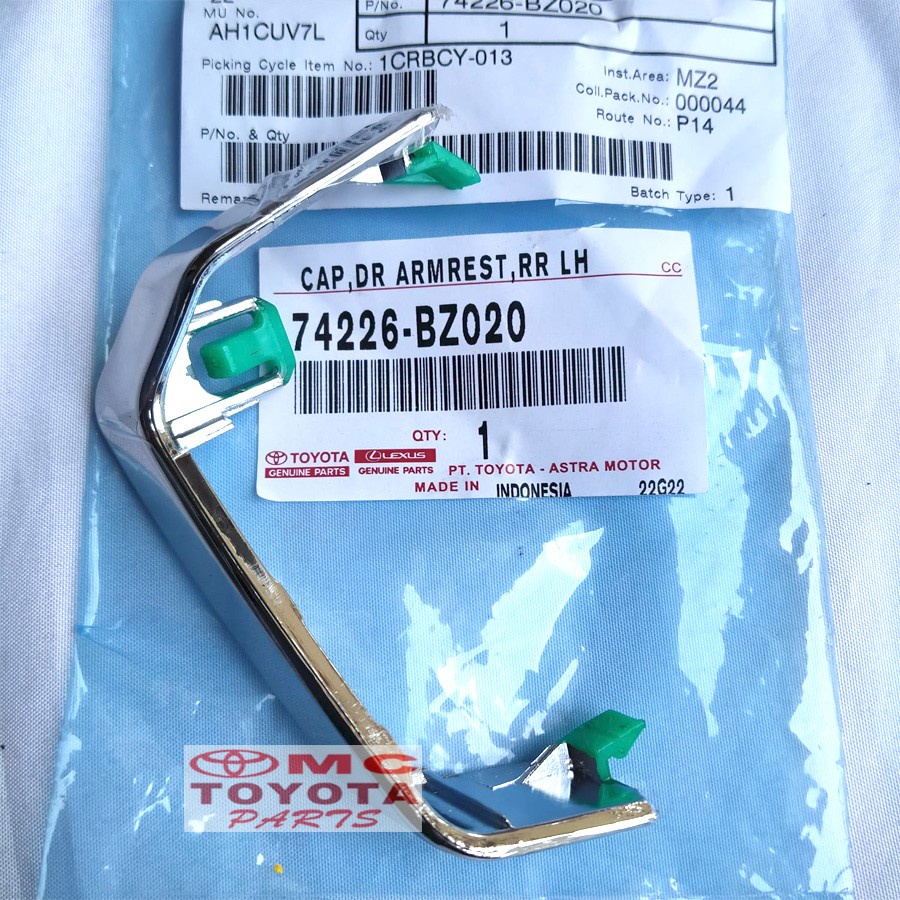 MU No.
AH1CUV7L
P/No. 74226-BZ020
Qty 1
Picking Cycle Item No.: 1CRBCY-013
Inst.Area: MZ2
Coll.Pack.No.: 000044
Route No.: P14
P/No. & Qty
Batch Type: 1
CAP,DR ARMREST,RR LH CC
74226-BZ020
QTY: 1
TOYOTA LEXUS
GENUINE PARTS GENUINE PARTS PT. TOYOTA - ASTRA MOTOR
MADE IN INDONESIA 22G22
MC
TOYOTA
PARTS